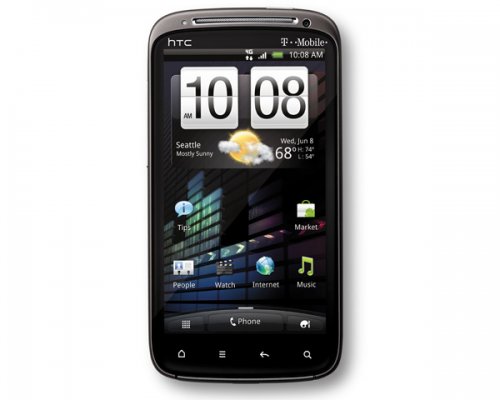 hTC
T··Mobile·
4G
10:08 AM
AM
10 08
Seattle
Mostly Sunny
Wed, Jun 8
68° H: 74°
L: 54°
Tips
Market
People
Watch
Internet
Music
Phone